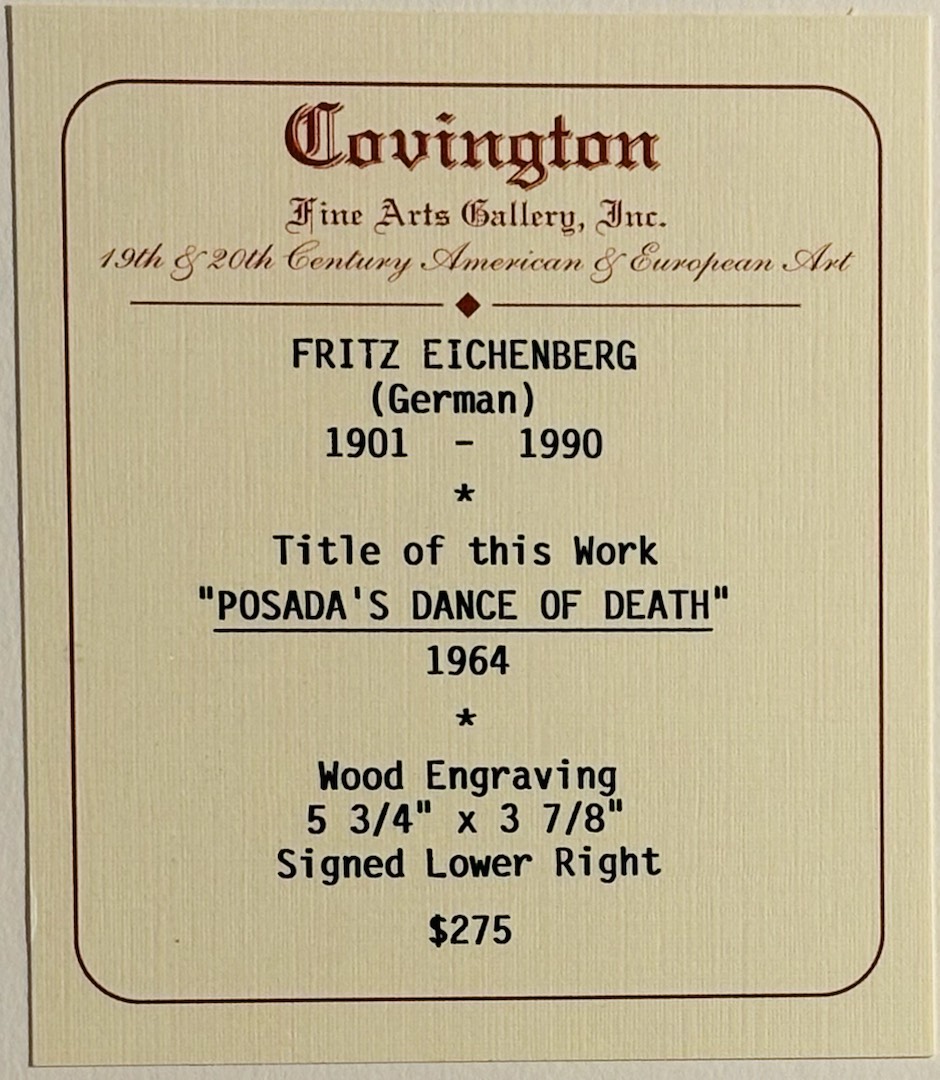 Covington
Fine Arts Gallery, Inc.
19th & 20th Century American & European Art
FRITZ EICHENBERG
(German)
1901 - 1990
*
Title of this Work
"POSADA'S DANCE OF DEATH"
1964
*
Wood Engraving
5 3/4" x 3 7/8"
Signed Lower Right
$275